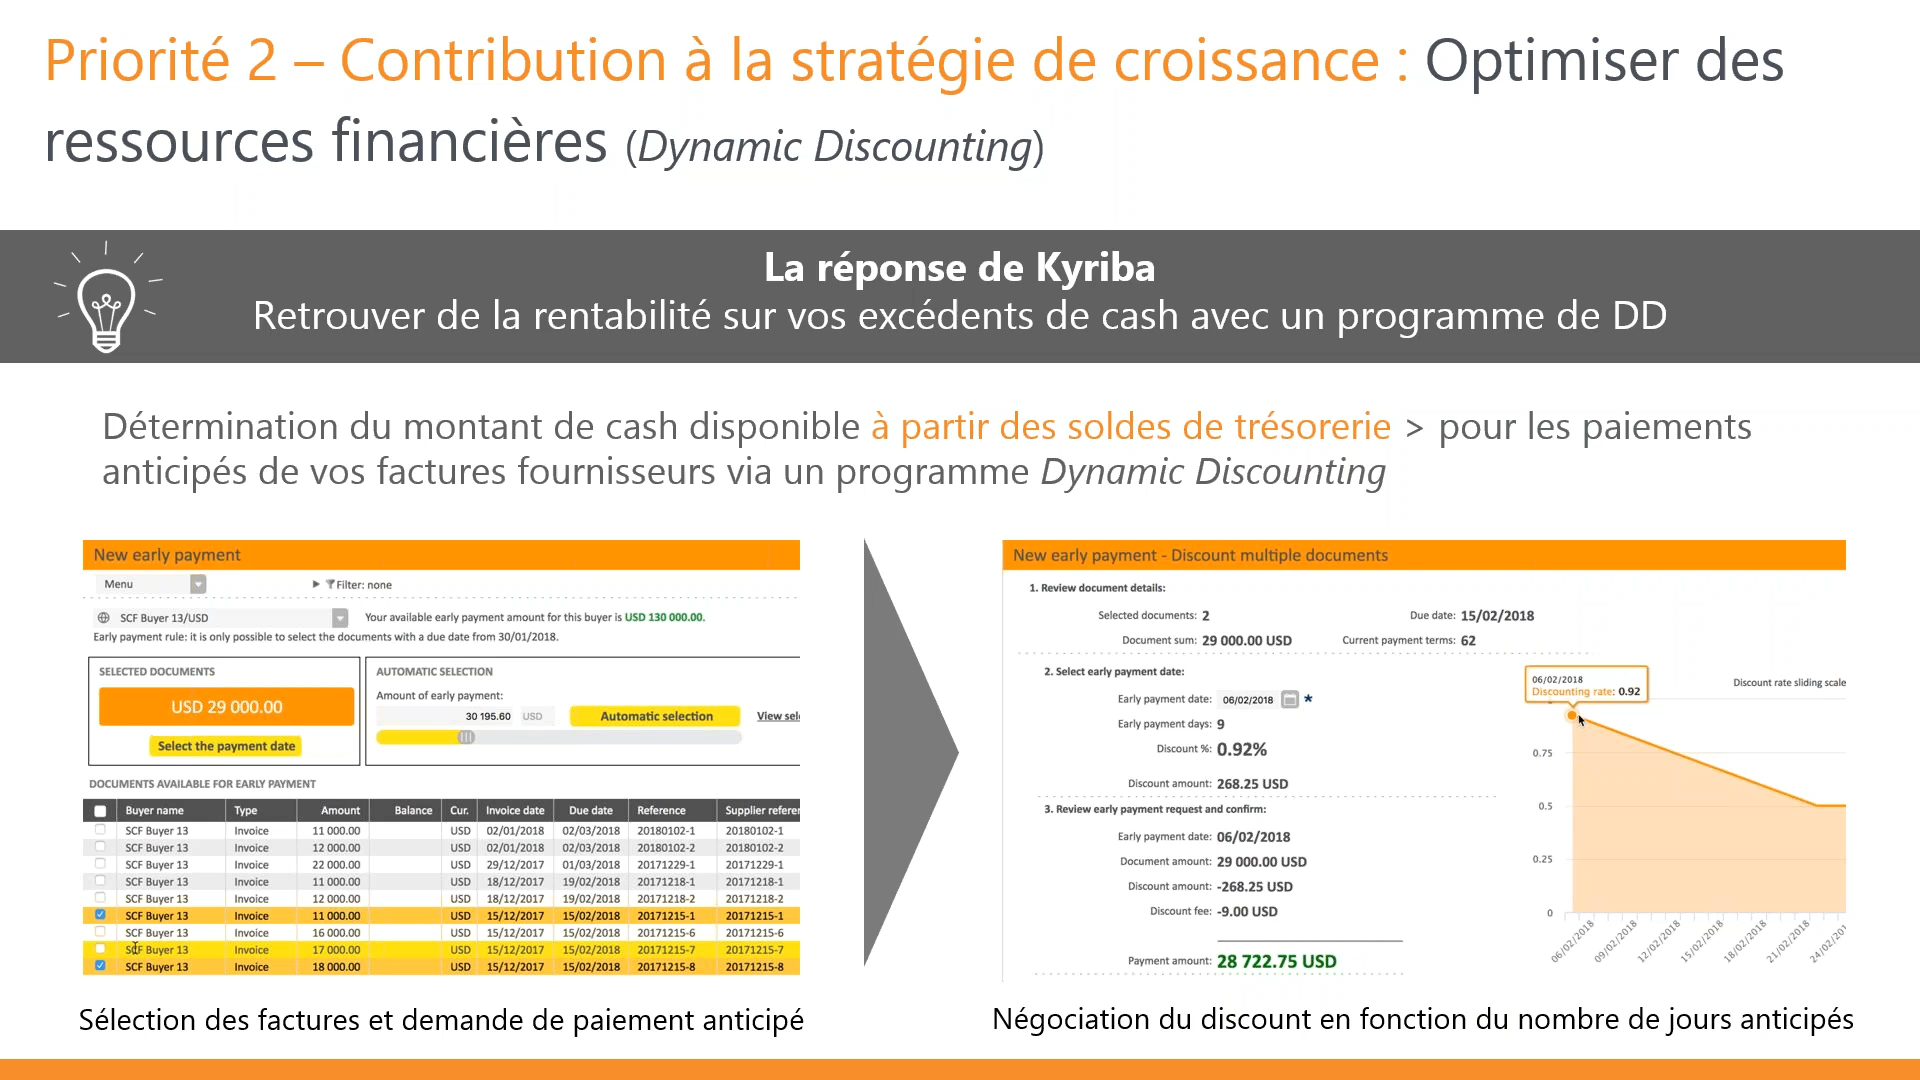 Priorité 2 – Contribution à la stratégie de croissance : Optimiser des
ressources financières (Dynamic Discounting)
La réponse de Kyriba
Retrouver de la rentabilité sur vos excédents de cash avec un programme de DD
Détermination du montant de cash disponible à partir des soldes de trésorerie > pour les paiements
anticipés de vos factures fournisseurs via un programme Dynamic Discounting
New early payment
Menu
Filter: none
SCF Buyer 13/USD
Your available early payment amount for this buyer is USD 130 000.00.
Early payment rule: it is only possible to select the documents with a due date from 30/01/2018.
SELECTED DOCUMENTS
USD 29 000.00
Select the payment date
AUTOMATIC SELECTION
Amount of early payment:
30 195.60 USD
Automatic selection
DOCUMENTS AVAILABLE FOR EARLY PAYMENT
Buyer name Type Amount Balance Cur. Invoice date Due date Reference Supplier
SCF Buyer 13 Invoice 11 000.00 USD 02/01/2018 02/03/2018 20180102-1 20180102-1
SCF Buyer 13 Invoice 12 000.00 USD 02/01/2018 02/03/2018 20180102-2 20180102-2
SCF Buyer 13 Invoice 22 000.00 USD 29/12/2017 01/03/2018 20171229-1 20171229-1
SCF Buyer 13 Invoice 11 000.00 USD 18/12/2017 19/02/2018 20171218-1 20171218-1
SCF Buyer 13 Invoice 12 000.00 USD 18/12/2017 19/02/2018 20171218-2 20171218-2
SCF Buyer 13 Invoice 11 000.00 USD 15/12/2017 15/02/2018 20171215-1 20171215-1
SCF Buyer 13 Invoice 16 000.00 USD 15/12/2017 15/02/2018 20171215-6 20171215-6
SCF Buyer 13 Invoice 17 000.00 USD 15/12/2017 15/02/2018 20171215-7 20171215-7
SCF Buyer 13 Invoice 18 000.00 USD 15/12/2017 15/02/2018 20171215-8 20171215-8
Sélection des factures et demande de paiement anticipé
New early payment - Discount multiple documents
1. Review document details:
Selected documents: 2 Due date: 15/02/2018
Document sum: 29 000.00 USD Current payment terms: 62
2. Select early payment date:
Early payment date: 06/02/2018 *
Early payment days: 9
Discount %: 0.92%
Discount amount: 268.25 USD
3. Review early payment request and confirm:
Early payment date: 06/02/2018
Document amount: 29 000.00 USD
Discount amount: -268.25 USD
Discount fee: -9.00 USD
Payment amount: 28 722.75 USD
06/02/2018
Discounting rate: 0.92
Discount rate sliding scale
0.75
0.5
0.25
0
06/02/2018 09/02/2018 12/02/2018 15/02/2018 18/02/2018 21/02/2018
Négociation du discount en fonction du nombre de jours anticipés